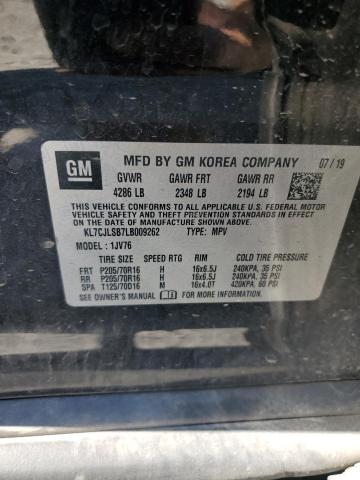 GM
MFD BY GM KOREA COMPANY 07/19
GVWR GAWR FRT GAWR RR
4286 LB 2348 LB 2194 LB
THIS VEHICLE CONFORMS TO ALL APPLICABLE U.S. FEDERAL MOTOR
VEHICLE SAFETY, BUMPER, AND THEFT PREVENTION STANDARDS IN EFFECT
ON THE DATE OF MANUFACTURE SHOWN ABOVE.
KL7CJLSB7LB009262 TYPE: MPV
MODEL: 1JV76
TIRE SIZE SPEED RTG RIM COLD TIRE PRESSURE
FRT P205/70R16 H 16x6.5J 240KPA, 35 PSI
RR P205/70R16 H 16x6.5J 240KPA, 35 PSI
SPA T125/70D16 M 16x4.0T 420KPA, 60 PSI
SEE OWNER'S MANUAL FOR ADDITIONAL INFORMATION.